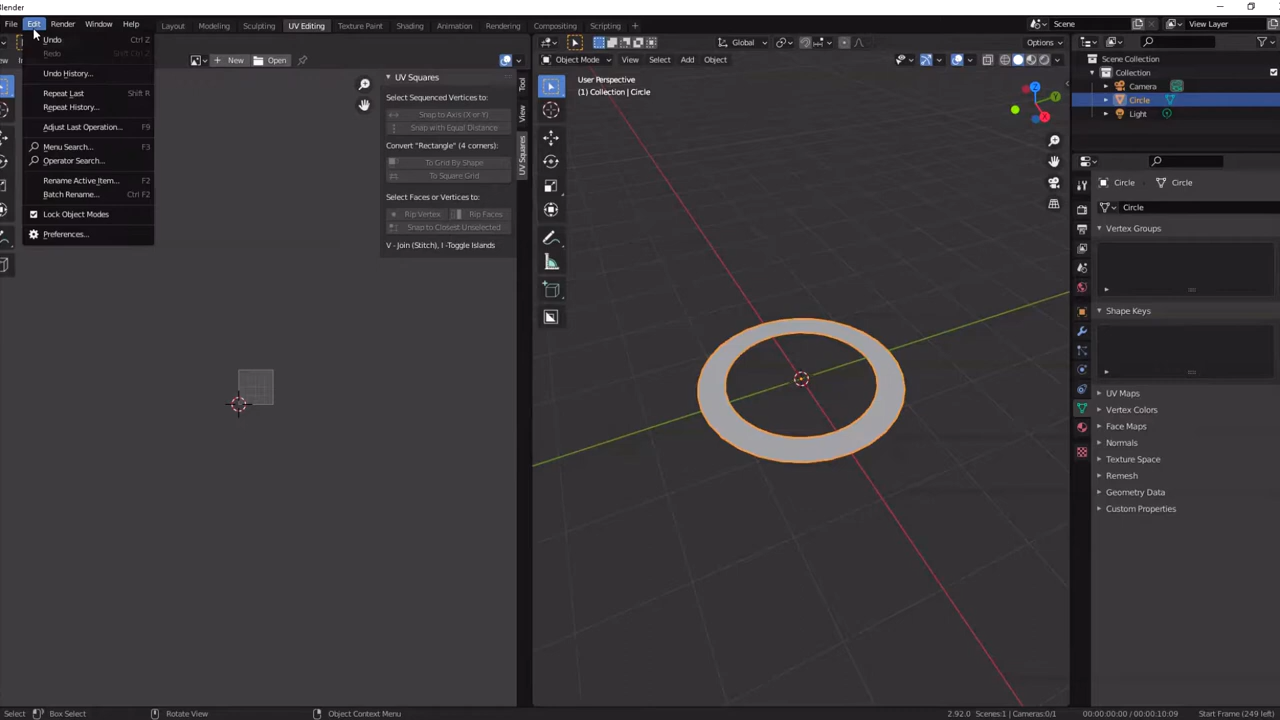 Blender
File Edit Render Window Help Layout Modeling Sculpting UV Editing Texture Paint Shading Animation Rendering Compositing Scripting + Scene View Layer
New Open Global Options
Undo Ctrl Z
Redo Shift Ctrl Z
Undo History...
Repeat Last Shift R
Repeat History...
Adjust Last Operation... F9
Menu Search... F3
Operator Search...
Rename Active Item... F2
Batch Rename... Ctrl F2
Lock Object Modes
Preferences...
UV Squares
Select Sequenced Vertices to:
Snap to Axis (X or Y)
Snap with Equal Distance
Convert "Rectangle" (4 corners):
To Grid By Shape
To Square Grid
Select Faces or Vertices to:
Rip Vertex Rip Faces
Snap to Closest Unselected
V - Join (Stitch), I -Toggle Islands
Tool
View
UV Squares
Object Mode View Select Add Object
User Perspective
(1) Collection | Circle
Z
Y
X
Scene Collection
Collection
Camera
Circle
Light
Circle Circle
Circle
Vertex Groups
Shape Keys
UV Maps
Vertex Colors
Face Maps
Normals
Texture Space
Remesh
Geometry Data
Custom Properties
Select Box Select Rotate View Object Context Menu 2.92.0 Scenes:1 | Cameras:0/1 00:00:00:00 / 00:00:10:09 Start Frame (249 left)